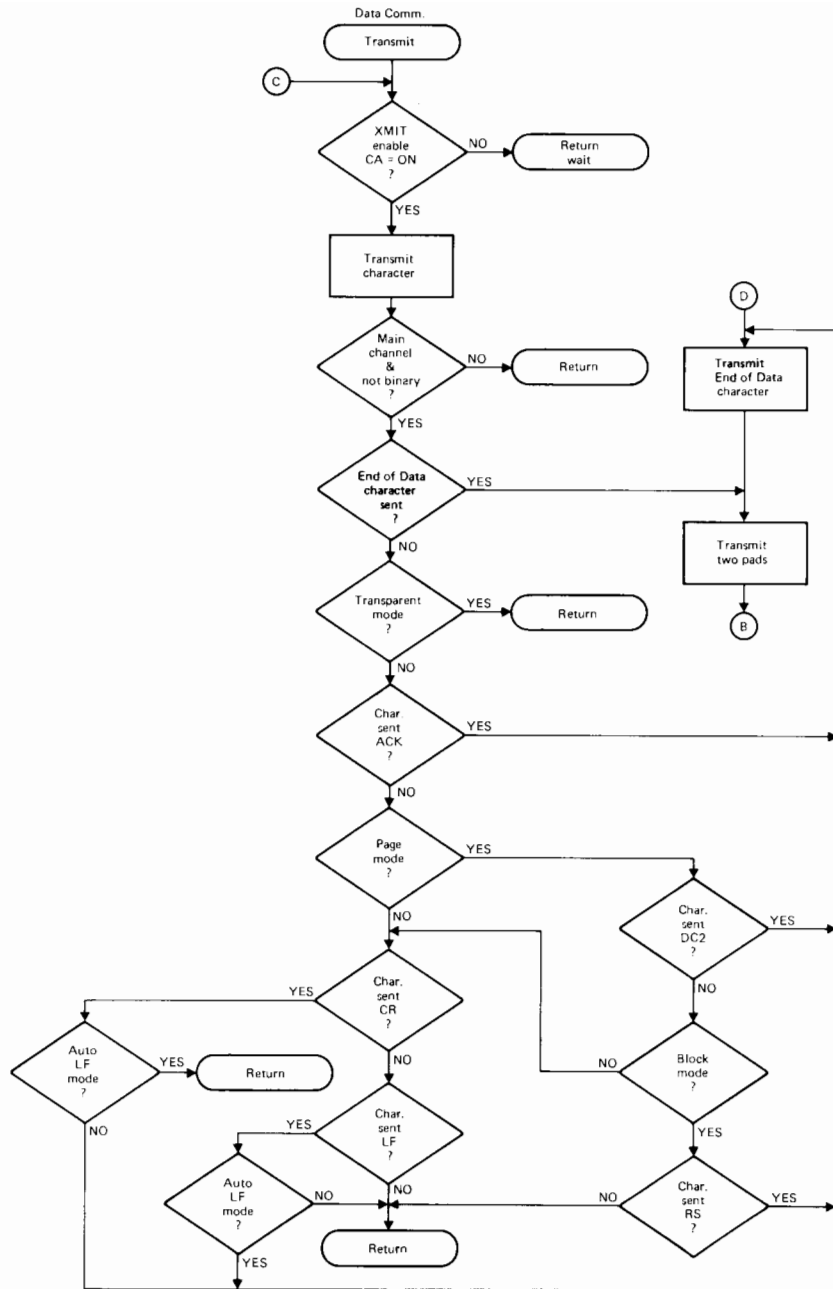 Data Comm.
Transmit
C
XMIT
enable
CA = ON
?
NO
Return
wait
YES
Transmit
character
D
Main
channel
&
not binary
?
NO
Return
Transmit
End of Data
character
YES
End of Data
character
sent
?
YES
NO
Transmit
two pads
Transparent
mode
?
YES
Return
B
NO
Char.
sent
ACK
?
YES
NO
Page
mode
?
YES
NO
Char.
sent
DC2
?
YES
NO
Char.
sent
CR
?
YES
NO
Auto
LF
mode
?
YES
Return
NO
Block
mode
?
NO
YES
Char.
sent
LF
?
YES
NO
Auto
LF
mode
?
NO
YES
Return
Char.
sent
RS
?
NO
YES